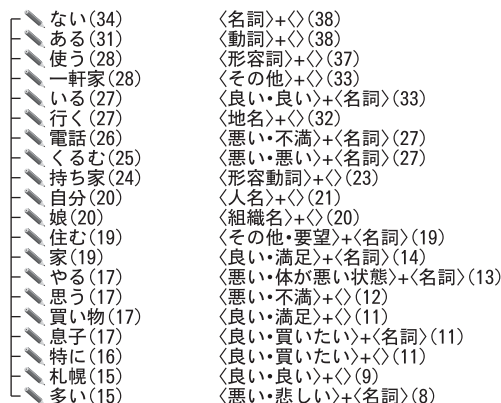 ない(34) 〈名詞〉+〈〉(38)
ある(31) 〈動詞〉+〈〉(38)
使う(28) 〈形容詞〉+〈〉(37)
一軒家(28) 〈その他〉+〈〉(33)
いる(27) 〈良い・良い〉+〈名詞〉(33)
行く(27) 〈地名〉+〈〉(32)
電話(26) 〈悪い・不満〉+〈名詞〉(27)
くるむ(25) 〈悪い・悪い〉+〈名詞〉(27)
持ち家(24) 〈形容動詞〉+〈〉(23)
自分(20) 〈人名〉+〈〉(21)
娘(20) 〈組織名〉+〈〉(20)
住む(19) 〈その他・要望〉+〈名詞〉(19)
家(19) 〈良い・満足〉+〈名詞〉(14)
やる(17) 〈悪い・体が悪い状態〉+〈名詞〉(13)
思う(17) 〈悪い・不満〉+〈〉(12)
買い物(17) 〈良い・満足〉+〈〉(11)
息子(17) 〈良い・買いたい〉+〈名詞〉(11)
特に(16) 〈良い・買いたい〉+〈〉(11)
札幌(15) 〈良い・良い〉+〈〉(9)
多い(15) 〈悪い・悲しい〉+〈名詞〉(8)